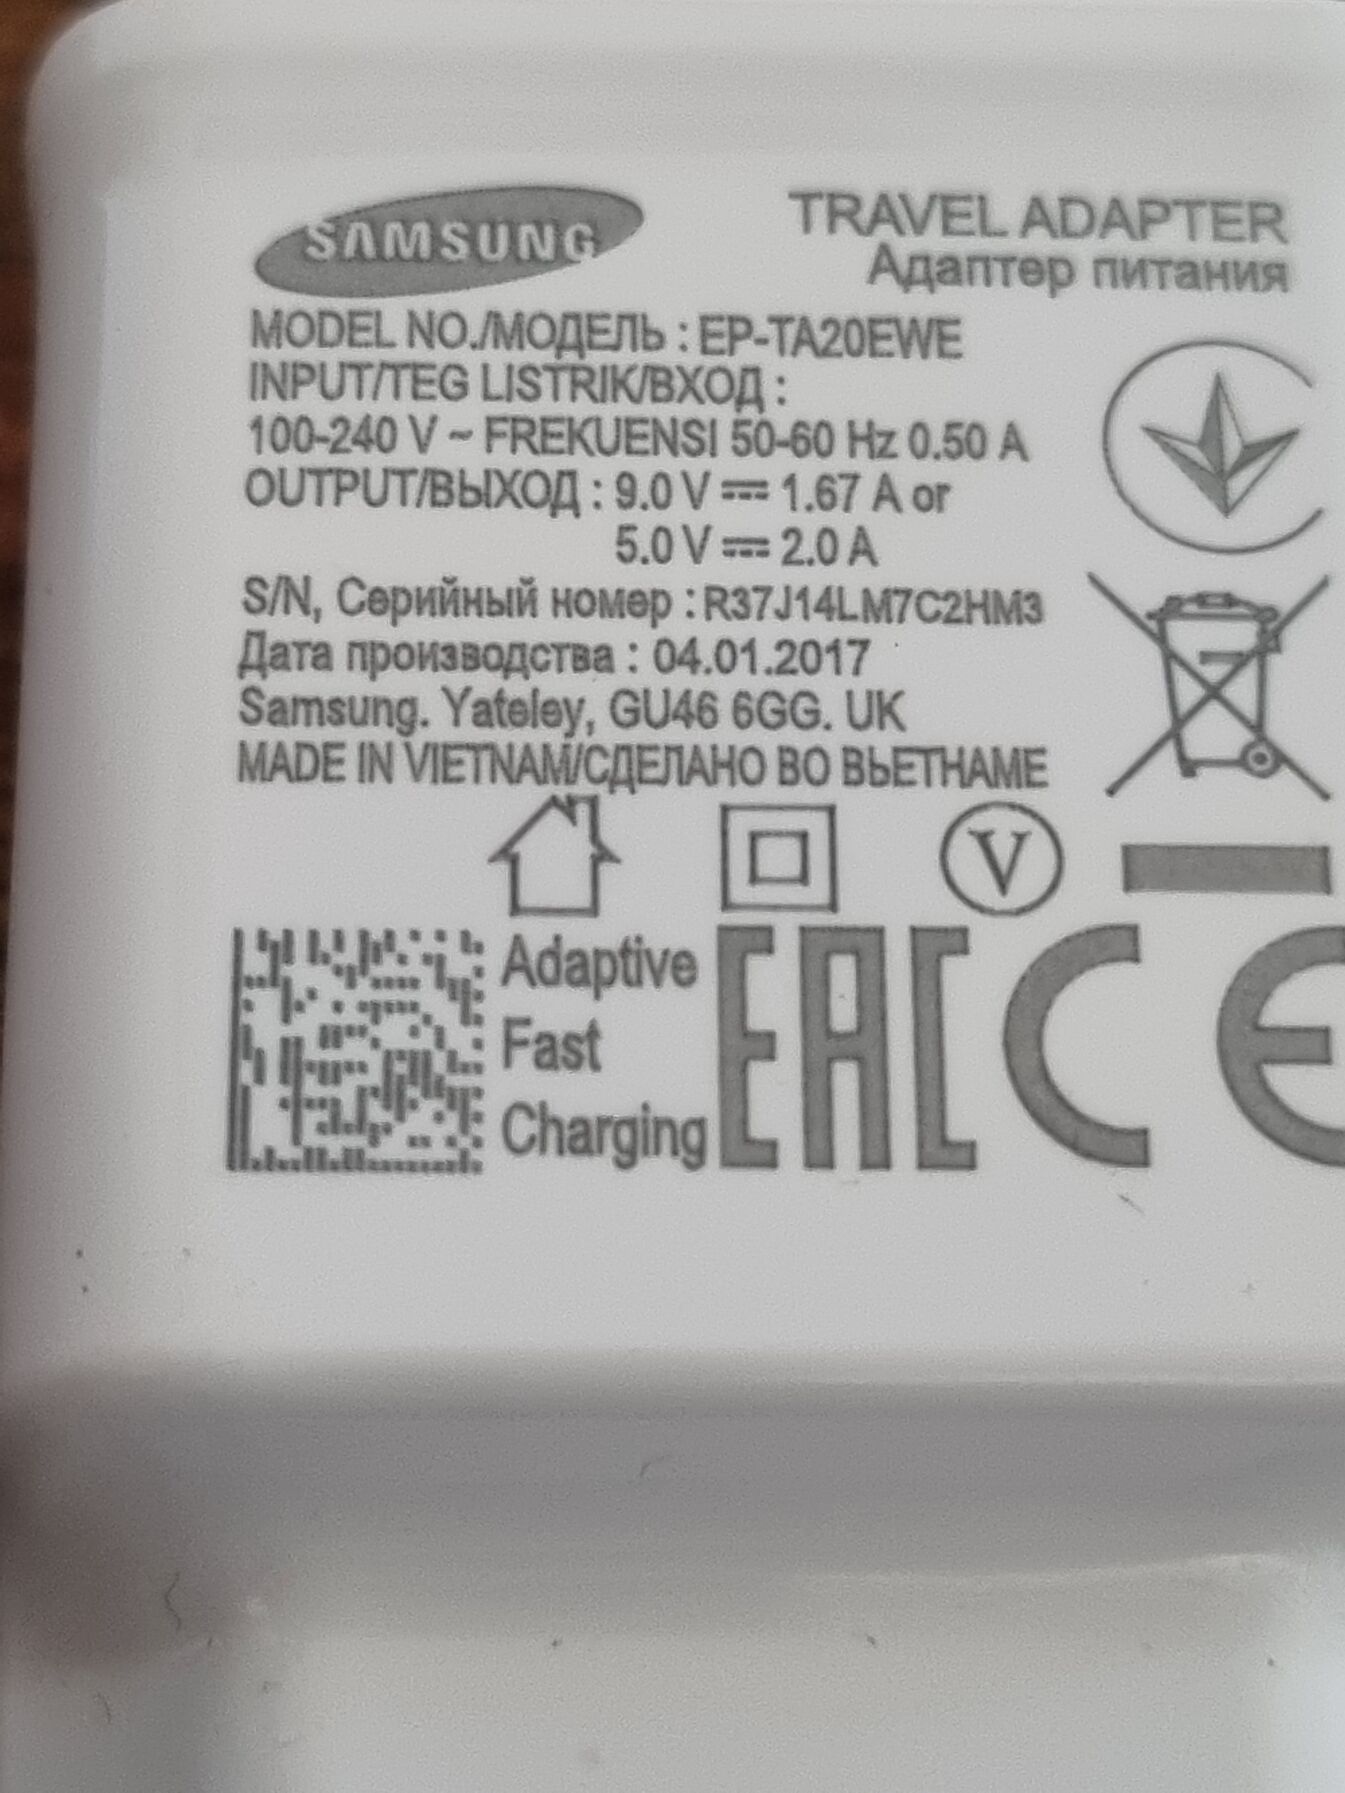 SAMSUNG
TRAVEL ADAPTER
Адаптер питания
MODEL NO./МОДЕЛЬ : EP-TA20EWE
INPUT/TEG LISTRIK/ВХОД :
100-240 V ~ FREKUENSI 50-60 Hz 0.50 A
OUTPUT/ВЫХОД : 9.0 V ⎓ 1.67 A or
5.0 V ⎓ 2.0 A
S/N, Серийный номер : R37J14LM7C2HM3
Дата производства : 04.01.2017
Samsung. Yateley, GU46 6GG. UK
MADE IN VIETNAM/СДЕЛАНО ВО ВЬЕТНАМЕ
V
Adaptive
Fast
Charging
EAC CE